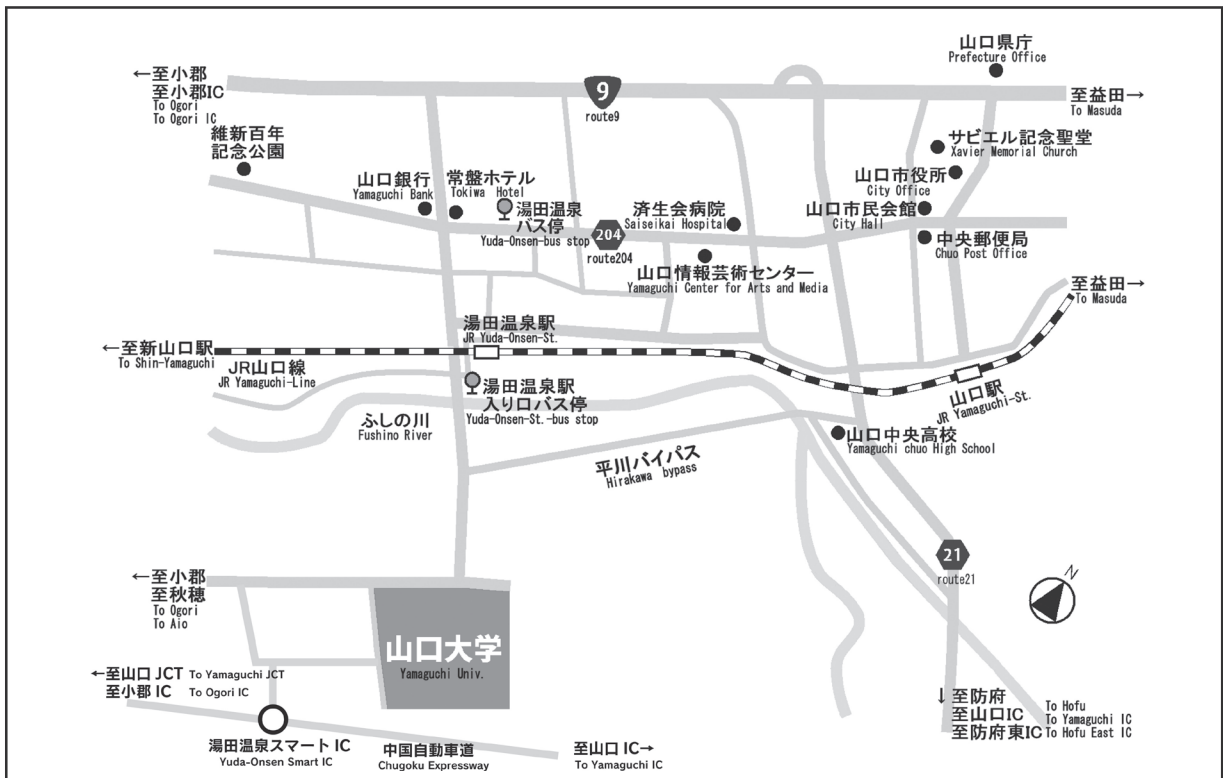 山口県庁
Prefecture Office
←至小郡
至小郡IC
To Ogori
To Ogori IC
9
route9
至益田→
To Masuda
維新百年
記念公園
サビエル記念聖堂
Xavier Memorial Church
山口銀行
Yamaguchi Bank
常盤ホテル
Tokiwa Hotel
湯田温泉
バス停
Yuda-Onsen-bus stop
204
route204
済生会病院
Saiseikai Hospital
山口市役所
City Office
山口市民会館
City Hall
中央郵便局
Chuo Post Office
山口情報芸術センター
Yamaguchi Center for Arts and Media
至益田→
To Masuda
湯田温泉駅
JR Yuda-Onsen-St.
←至新山口駅
To Shin-Yamaguchi
JR山口線
JR Yamaguchi-Line
湯田温泉駅
入り口バス停
Yuda-Onsen-St.-bus stop
山口駅
JR Yamaguchi-St.
ふしの川
Fushino River
山口中央高校
Yamaguchi chuo High School
平川バイパス
Hirakawa bypass
21
route21
N
←至小郡
至秋穂
To Ogori
To Aio
山口大学
Yamaguchi Univ.
←至山口 JCT To Yamaguchi JCT
至小郡 IC To Ogori IC
湯田温泉スマート IC
Yuda-Onsen Smart IC
中国自動車道
Chugoku Expressway
至山口 IC→
To Yamaguchi IC
↓至防府 To Hofu
至山口IC To Yamaguchi IC
至防府東IC To Hofu East IC